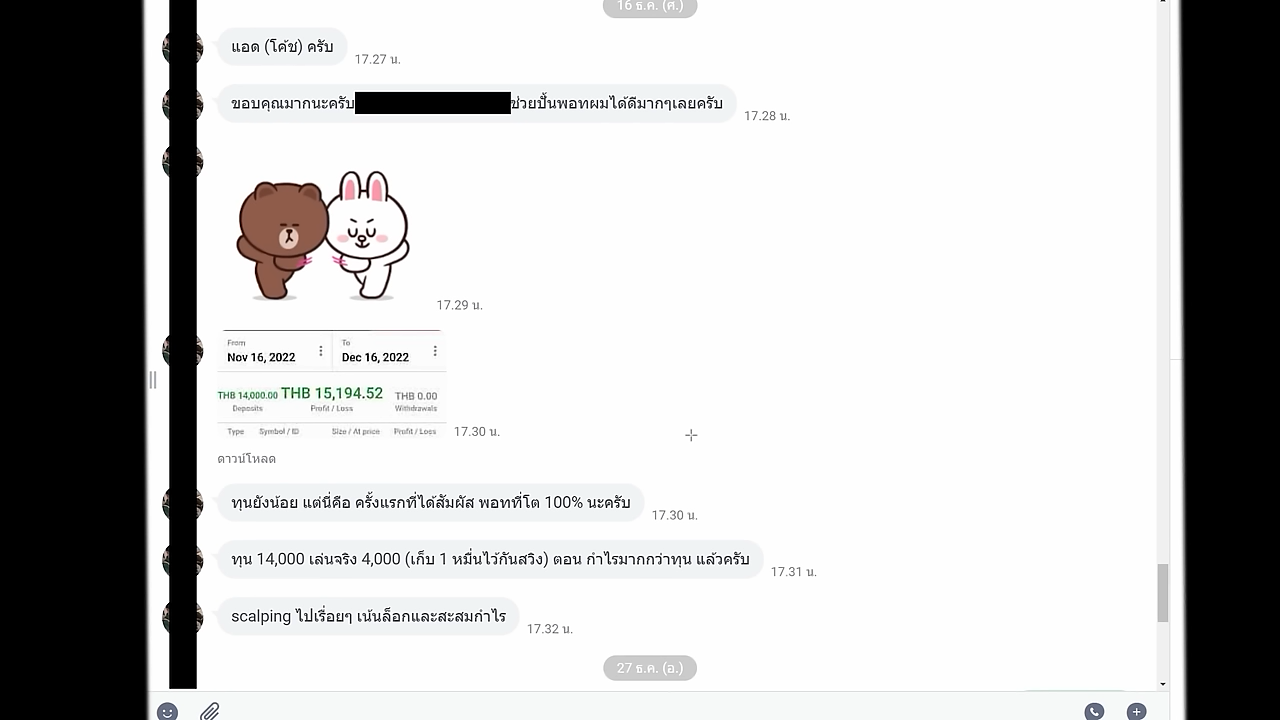 16 ธ.ค. (ศ.)
แอด (โค้ช) ครับ
17.27 น.
ขอบคุณมากนะครับ
ช่วยปั้นพอทผมได้ดีมากๆเลยครับ
17.28 น.
17.29 น.
From
To
Nov 16, 2022
Dec 16, 2022
THB 14,000.00 THB 15,194.52 THB 0.00
Deposits Profit / Loss Withdrawals
Type Symbol / ID Size / At price Profit / Loss
17.30 น.
ดาวน์โหลด
ทุนยังน้อย แต่นี่คือ ครั้งแรกที่ได้สัมผัส พอทที่โต 100% นะครับ
17.30 น.
ทุน 14,000 เล่นจริง 4,000 (เก็บ 1 หมื่นไว้กันสวิง) ตอน กำไรมากกว่าทุน แล้วครับ
17.31 น.
scalping ไปเรื่อยๆ เน้นล็อกและสะสมกำไร
17.32 น.
27 ธ.ค. (อ.)